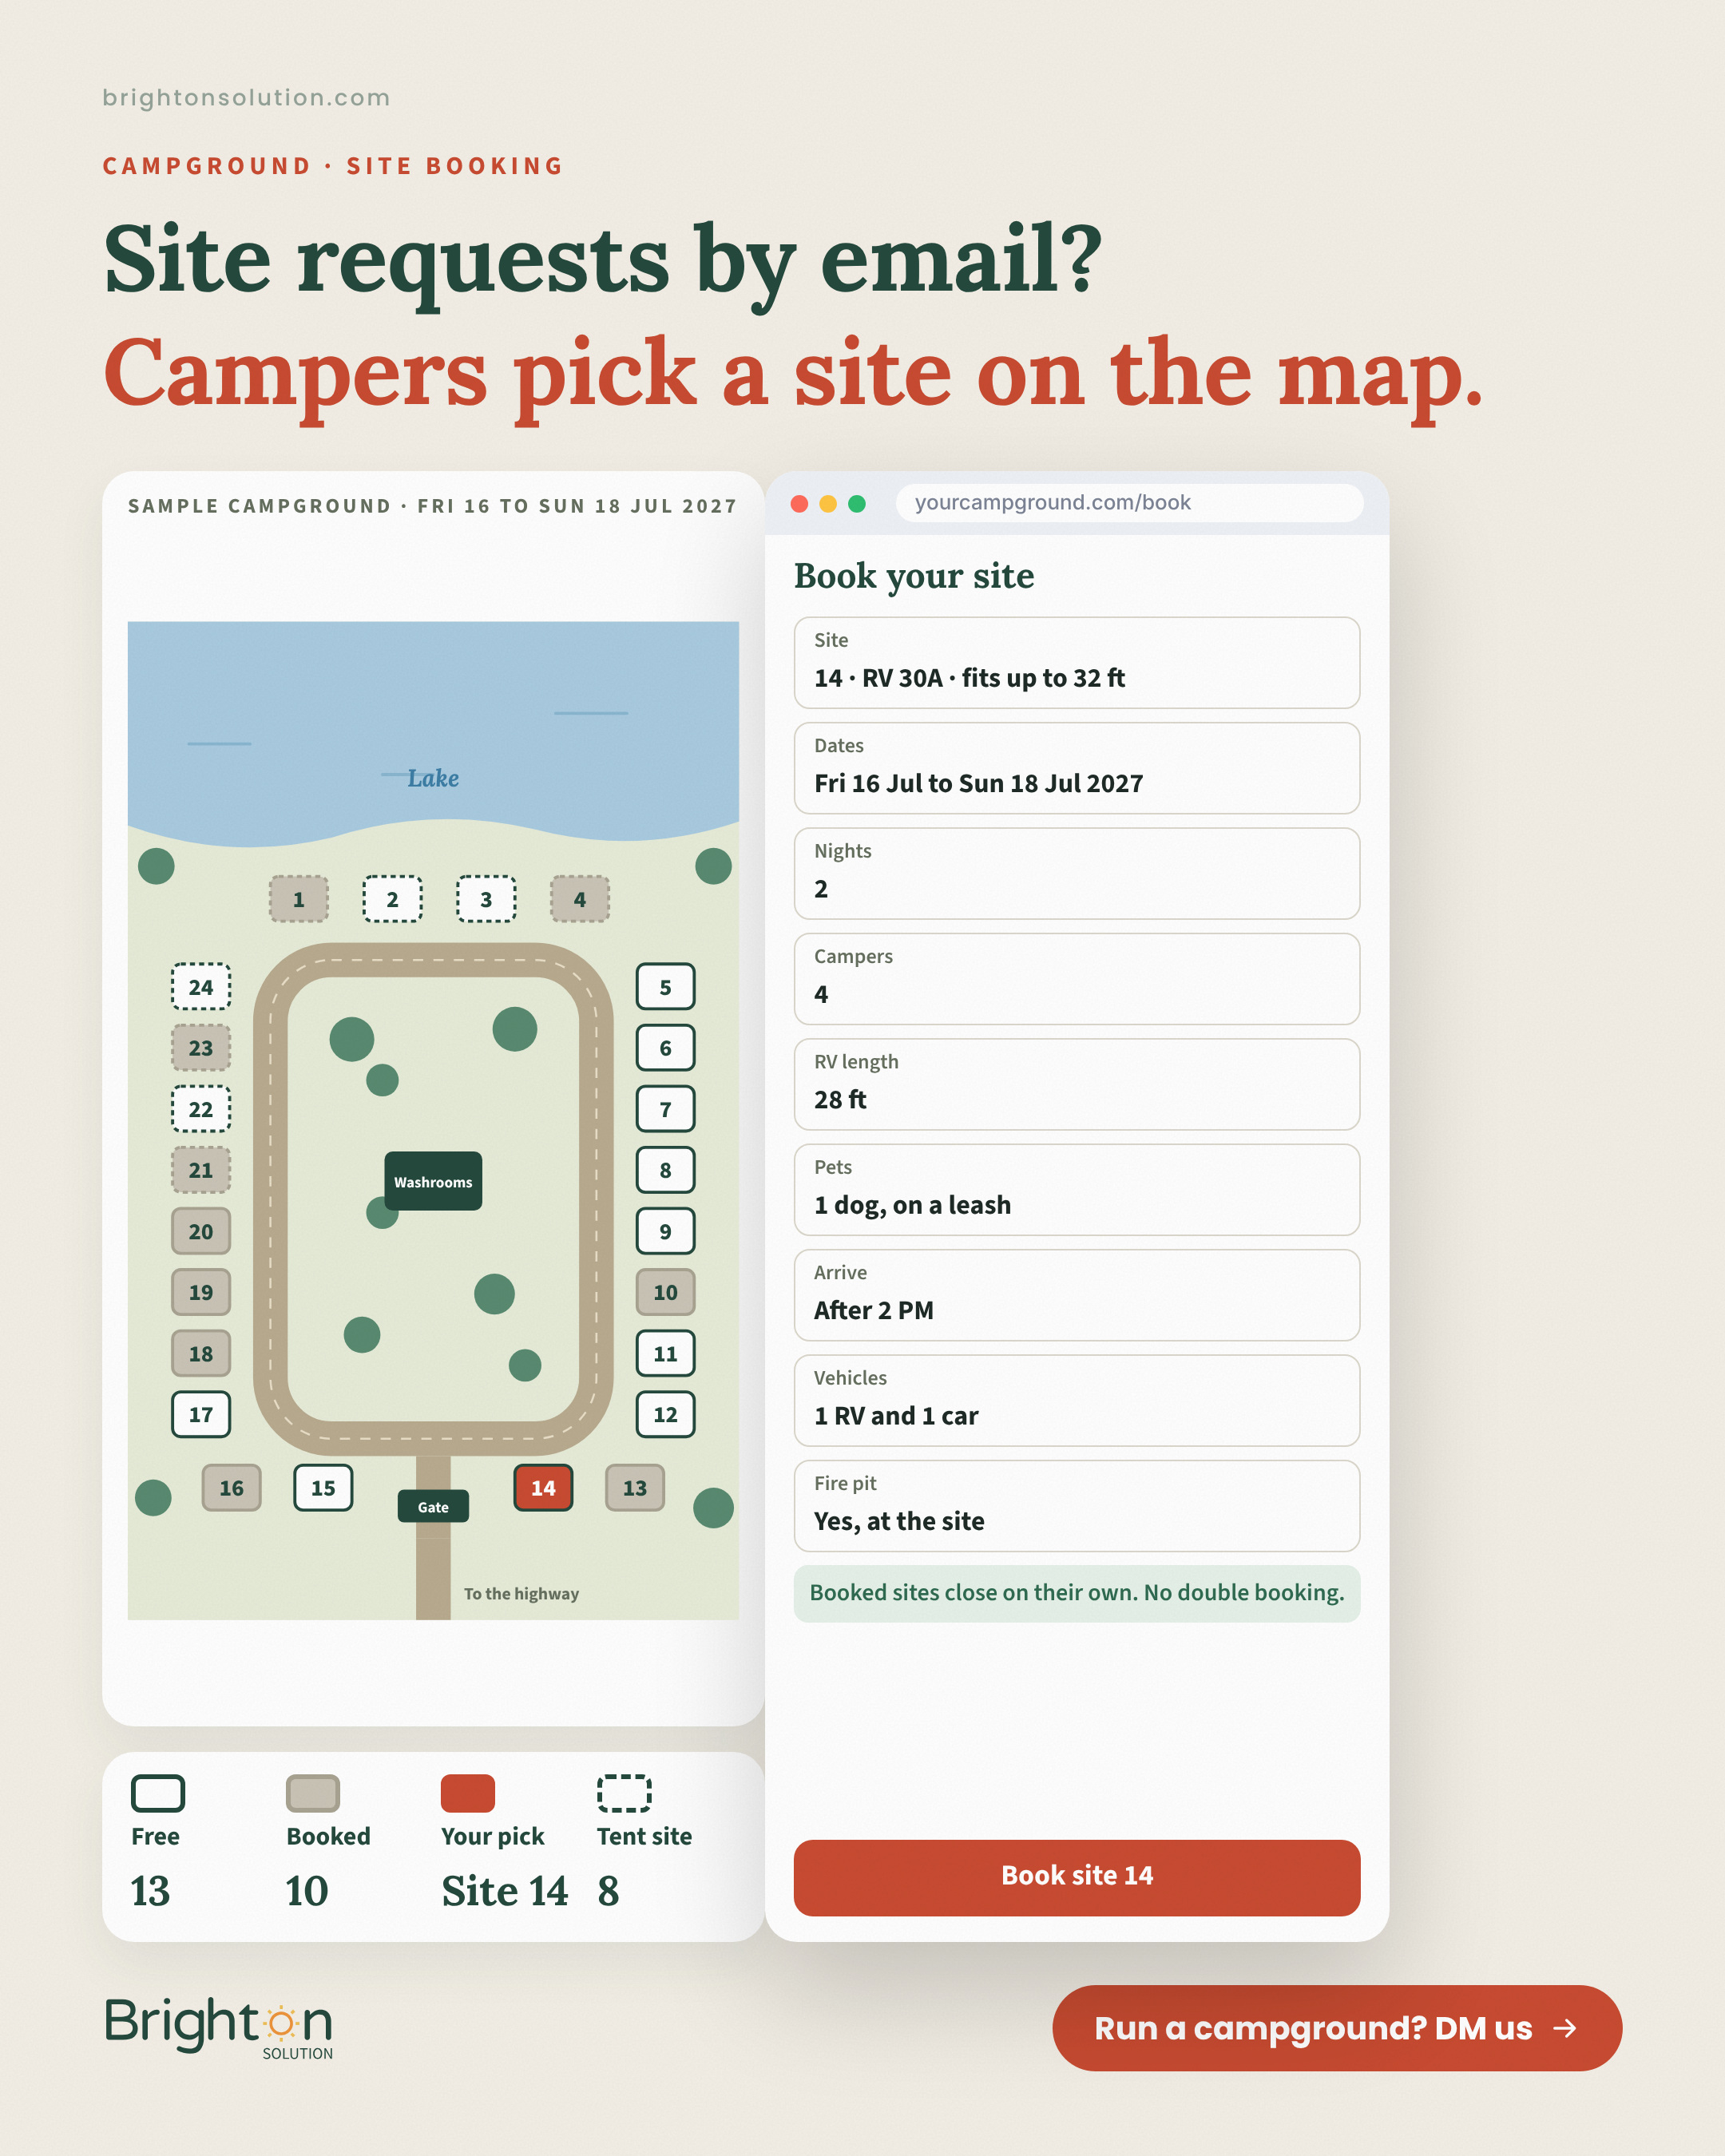 brightonsolution.com
CAMPGROUND · SITE BOOKING
Site requests by email?
Campers pick a site on the map.
SAMPLE CAMPGROUND · FRI 16 TO SUN 18 JUL 2027
Lake
1 2 3 4
24 5
23 6
22 7
21 8
Washrooms
20 9
19 10
18 11
17 12
16 15 14 13
Gate
To the highway
Free
13
Booked
10
Your pick
Site 14
Tent site
8
yourcampground.com/book
Book your site
Site
14 · RV 30A · fits up to 32 ft
Dates
Fri 16 Jul to Sun 18 Jul 2027
Nights
2
Campers
4
RV length
28 ft
Pets
1 dog, on a leash
Arrive
After 2 PM
Vehicles
1 RV and 1 car
Fire pit
Yes, at the site
Booked sites close on their own. No double booking.
Book site 14
Brighton
SOLUTION
Run a campground? DM us →